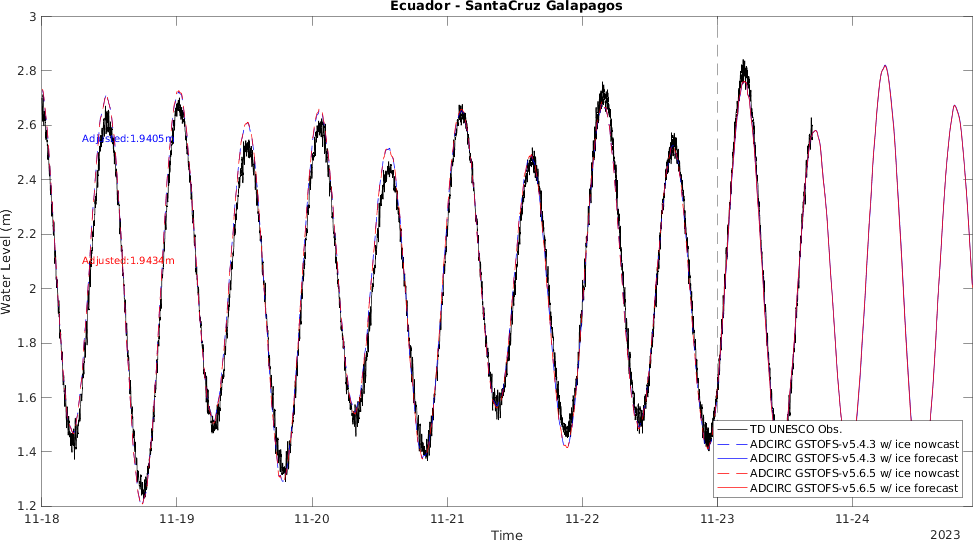 Ecuador - SantaCruz Galapagos
Water Level (m)
3
2.8
2.6
2.4
2.2
2
1.8
1.6
1.4
1.2
Adjusted:1.9405m
Adjusted:1.9434m
TD UNESCO Obs.
ADCIRC GSTOFS-v5.4.3 w/ ice nowcast
ADCIRC GSTOFS-v5.4.3 w/ ice forecast
ADCIRC GSTOFS-v5.6.5 w/ ice nowcast
ADCIRC GSTOFS-v5.6.5 w/ ice forecast
11-18 11-19 11-20 11-21 11-22 11-23 11-24
Time
2023